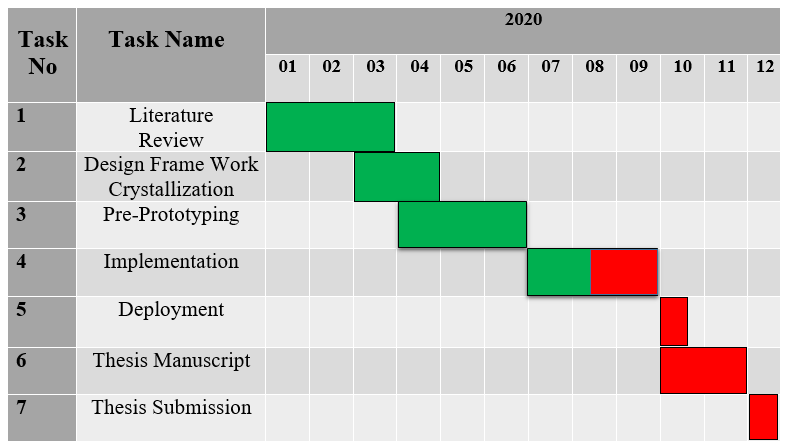 2020
Task
No
Task Name
01 02 03 04 05 06 07 08 09 10 11 12
1
Literature
Review
2
Design Frame Work
Crystallization
3
Pre-Prototyping
4
Implementation
5
Deployment
6
Thesis Manuscript
7
Thesis Submission